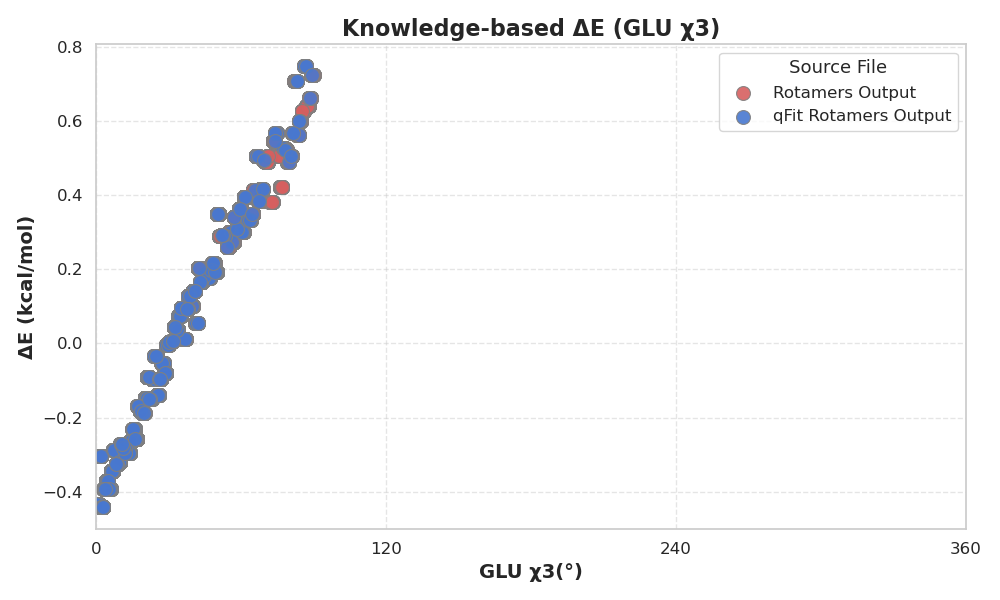 Knowledge-based ΔE (GLU χ3)
Source File
Rotamers Output
qFit Rotamers Output
ΔE (kcal/mol)
0.8
0.6
0.4
0.2
0.0
−0.2
−0.4
0
120
240
360
GLU χ3(°)